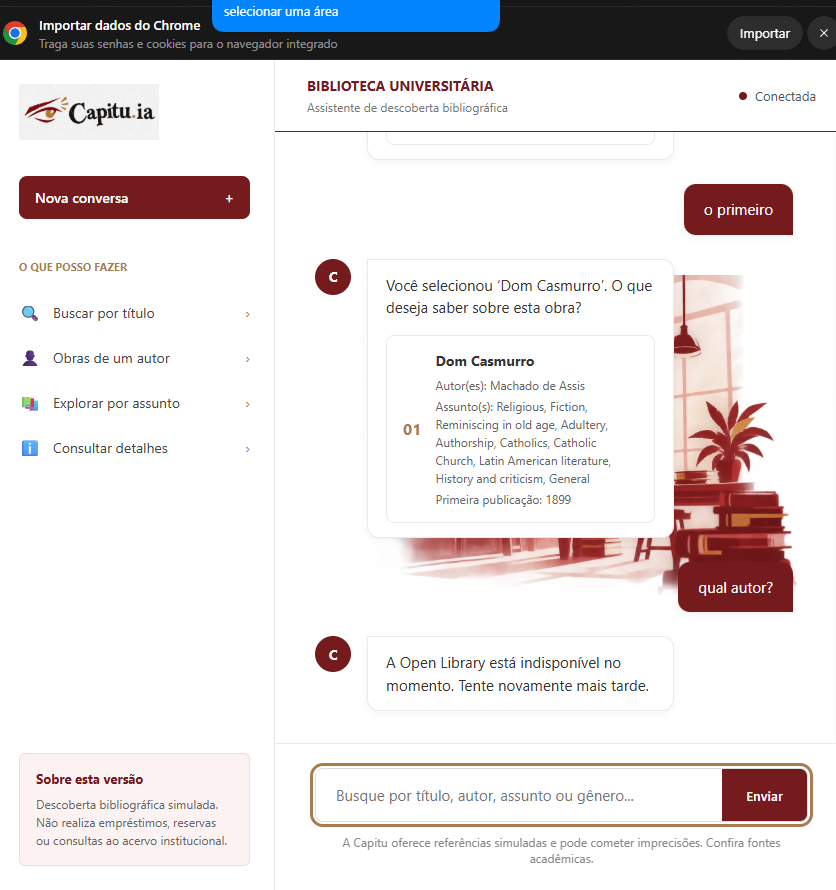 selecionar uma área
Importar dados do Chrome
Traga suas senhas e cookies para o navegador integrado
Importar
×
Capitu.ia
Nova conversa +
O QUE POSSO FAZER
Buscar por título ›
Obras de um autor ›
Explorar por assunto ›
Consultar detalhes ›
Sobre esta versão
Descoberta bibliográfica simulada.
Não realiza empréstimos, reservas
ou consultas ao acervo institucional.
BIBLIOTECA UNIVERSITÁRIA
Assistente de descoberta bibliográfica
Conectada
o primeiro
C
Você selecionou ‘Dom Casmurro’. O que
deseja saber sobre esta obra?
01
Dom Casmurro
Autor(es): Machado de Assis
Assunto(s): Religious, Fiction,
Reminiscing in old age, Adultery,
Authorship, Catholics, Catholic
Church, Latin American literature,
History and criticism, General
Primeira publicação: 1899
qual autor?
C
A Open Library está indisponível no
momento. Tente novamente mais tarde.
Busque por título, autor, assunto ou gênero...
Enviar
A Capitu oferece referências simuladas e pode cometer imprecisões. Confira fontes
acadêmicas.